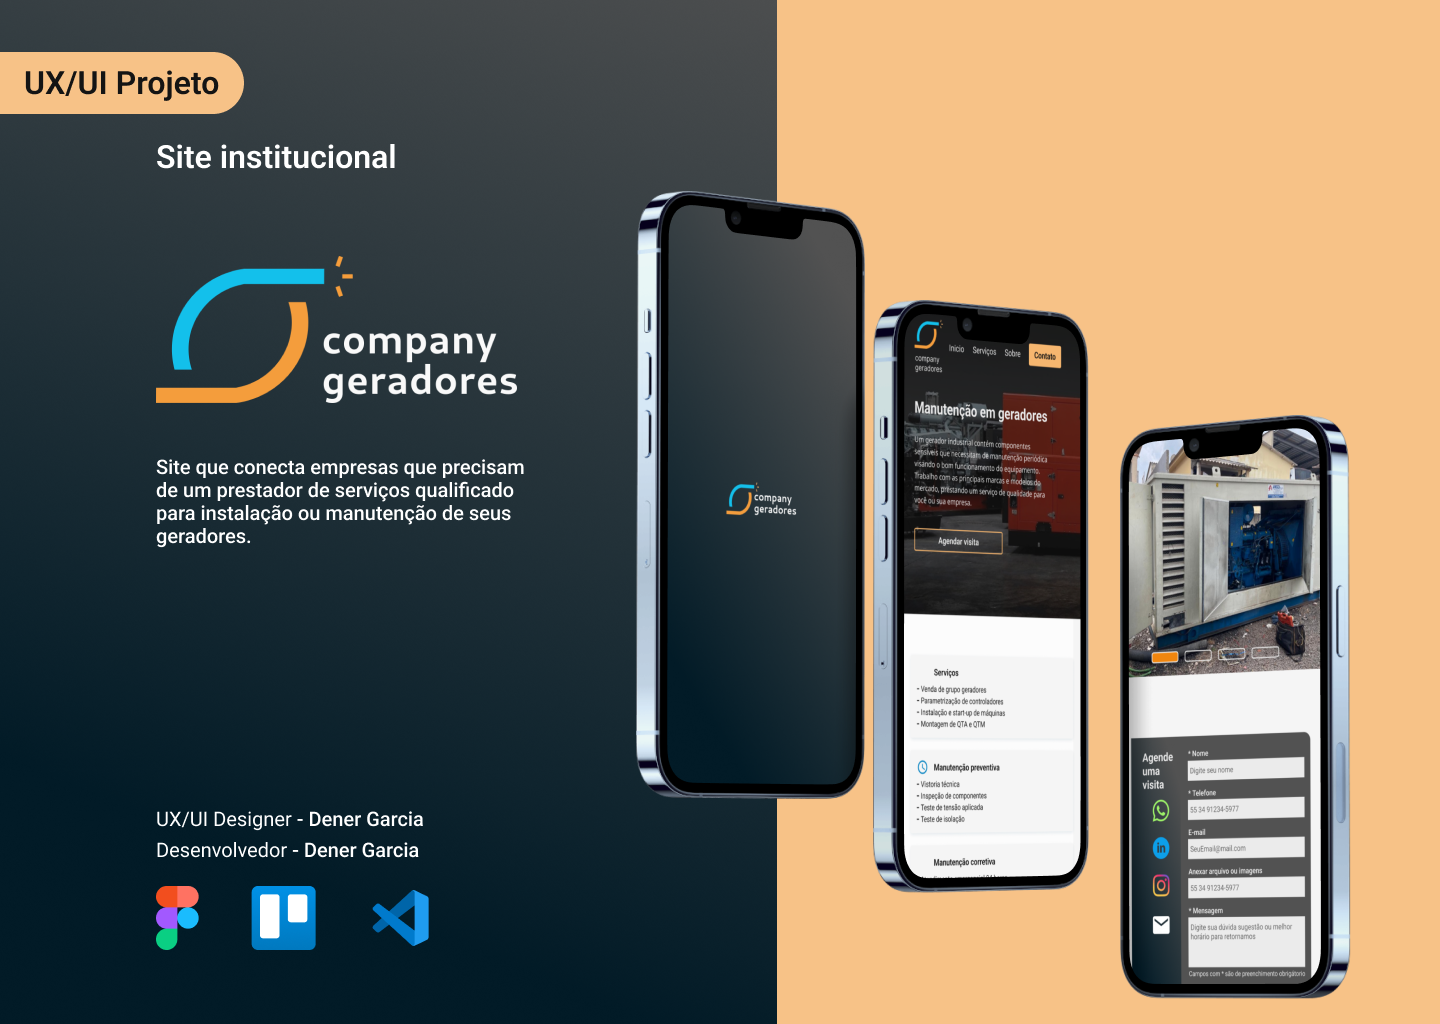 UX/UI Projeto
Site institucional
company
geradores
Site que conecta empresas que precisam
de um prestador de serviços qualificado
para instalação ou manutenção de seus
geradores.
UX/UI Designer - Dener Garcia
Desenvolvedor - Dener Garcia
company
geradores
company
geradores
Início Serviços Sobre Contato
Manutenção em geradores
Um gerador industrial contém componentes
sensíveis que necessitam de manutenção periódica
visando o bom funcionamento do equipamento.
Trabalho com as principais marcas e modelos do
mercado, prestando um serviço de qualidade para
você ou sua empresa.
Agendar visita
Serviços
• Venda de grupo geradores
• Parametrização de controladores
• Instalação e start-up de máquinas
• Montagem de QTA e QTM
Manutenção preventiva
• Vistoria técnica
• Inspeção de componentes
• Teste de tensão aplicada
• Teste de isolação
Manutenção corretiva
Agende
uma
visita
* Nome
Digite seu nome
* Telefone
55 34 91234-5977
E-mail
SeuEmail@mail.com
Anexar arquivo ou imagens
55 34 91234-5977
* Mensagem
Digite sua dúvida sugestão ou melhor
horário para retornamos
Campos com * são de preenchimento obrigatório